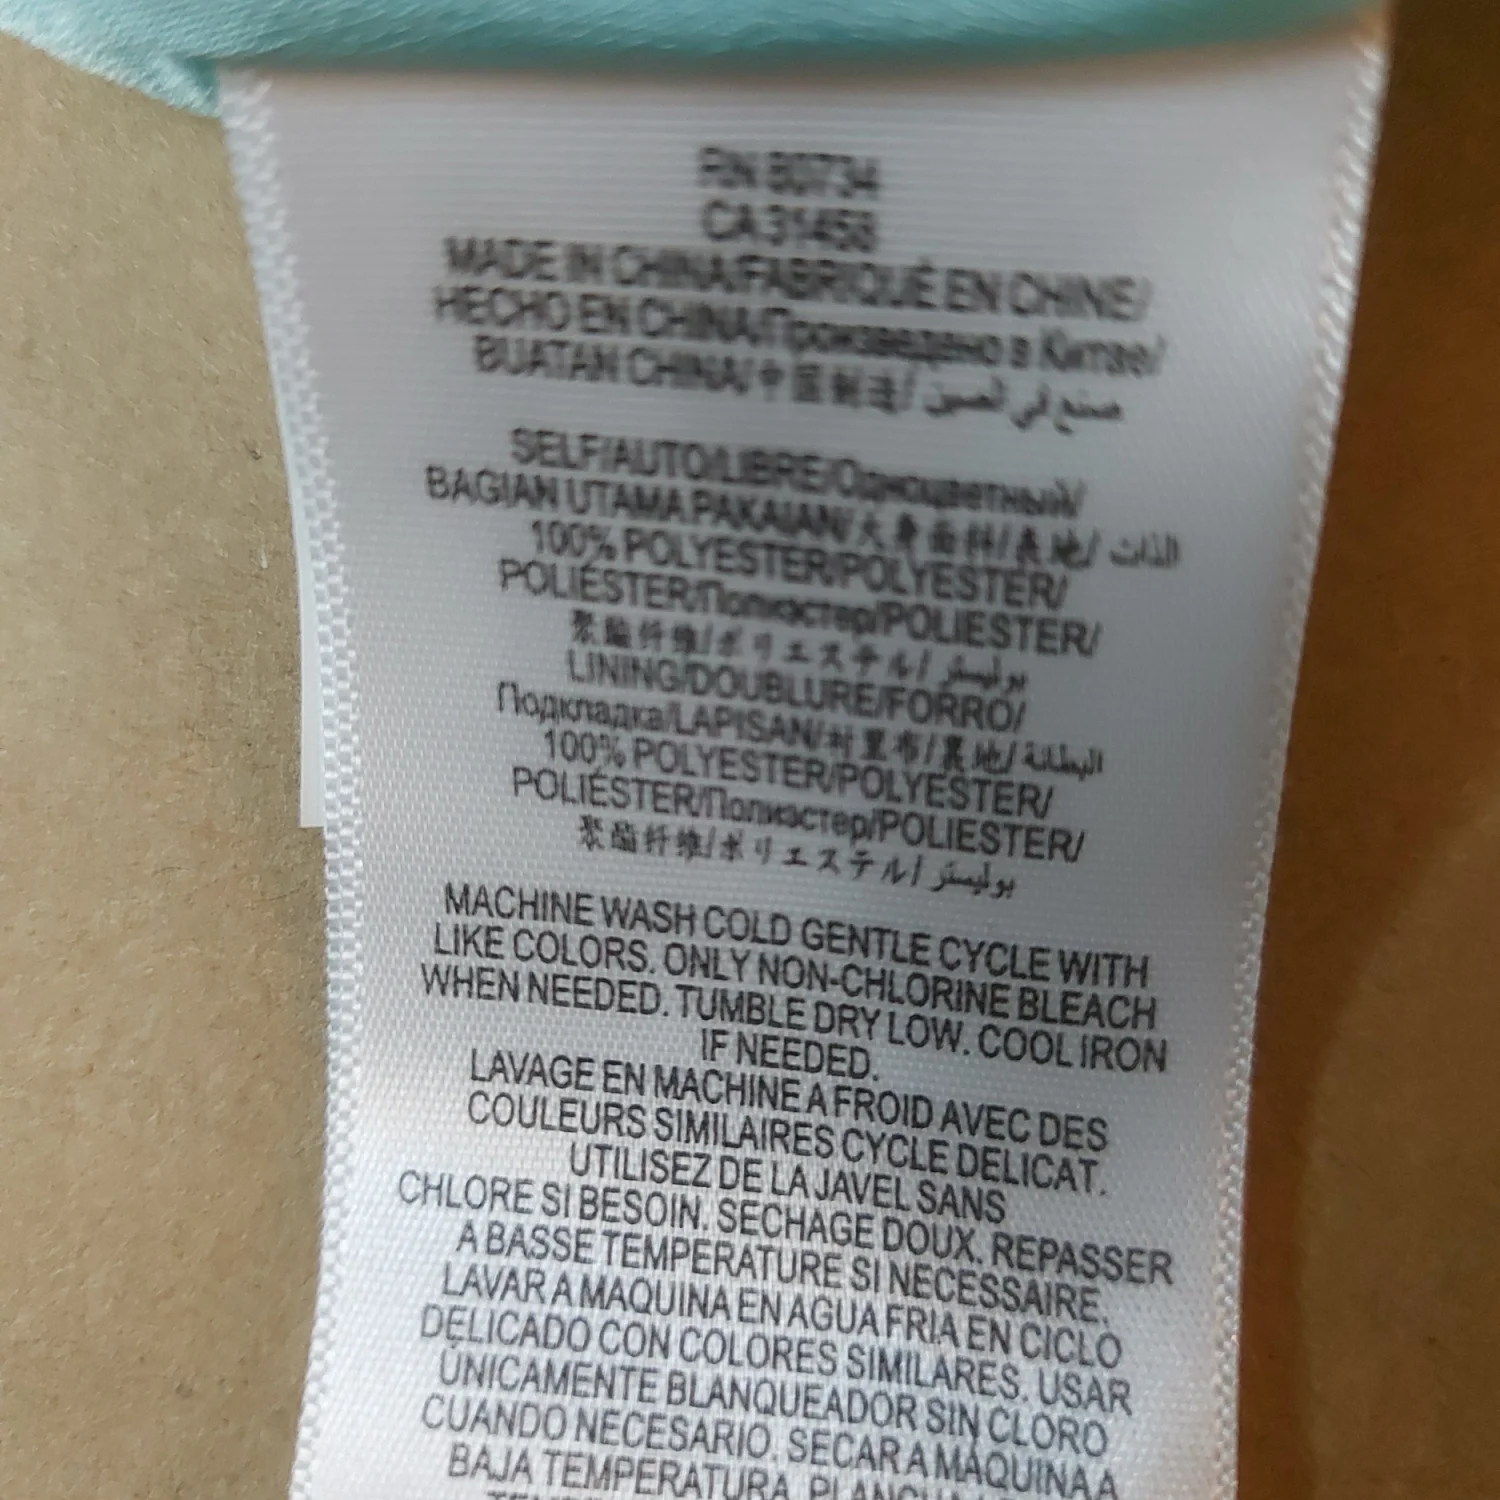 RN 80734
CA 31458
MADE IN CHINA/FABRIQUÉ EN CHINE/
HECHO EN CHINA/Произведено в Китае/
BUATAN CHINA/中国制造/ صنع في الصين
SELF/AUTO/LIBRE/Одноцветный/
BAGIAN UTAMA PAKAIAN/大身面料/表地/ الذات
100% POLYESTER/POLYESTER/
POLIÉSTER/Полиэстер/POLIESTER/
聚酯纤维/ポリエステル/ بوليستر
LINING/DOUBLURE/FORRO/
Подкладка/LAPISAN/衬里布/裏地/ البطانة
100% POLYESTER/POLYESTER/
POLIÉSTER/Полиэстер/POLIESTER/
聚酯纤维/ポリエステル/ بوليستر
MACHINE WASH COLD GENTLE CYCLE WITH
LIKE COLORS. ONLY NON-CHLORINE BLEACH
WHEN NEEDED. TUMBLE DRY LOW. COOL IRON
IF NEEDED.
LAVAGE EN MACHINE A FROID AVEC DES
COULEURS SIMILAIRES CYCLE DELICAT.
UTILISEZ DE LA JAVEL SANS
CHLORE SI BESOIN. SECHAGE DOUX. REPASSER
A BASSE TEMPERATURE SI NECESSAIRE.
LAVAR A MAQUINA EN AGUA FRIA EN CICLO
DELICADO CON COLORES SIMILARES. USAR
ÚNICAMENTE BLANQUEADOR SIN CLORO
CUANDO NECESARIO. SECAR A MÁQUINA A
BAJA TEMPERATURA.